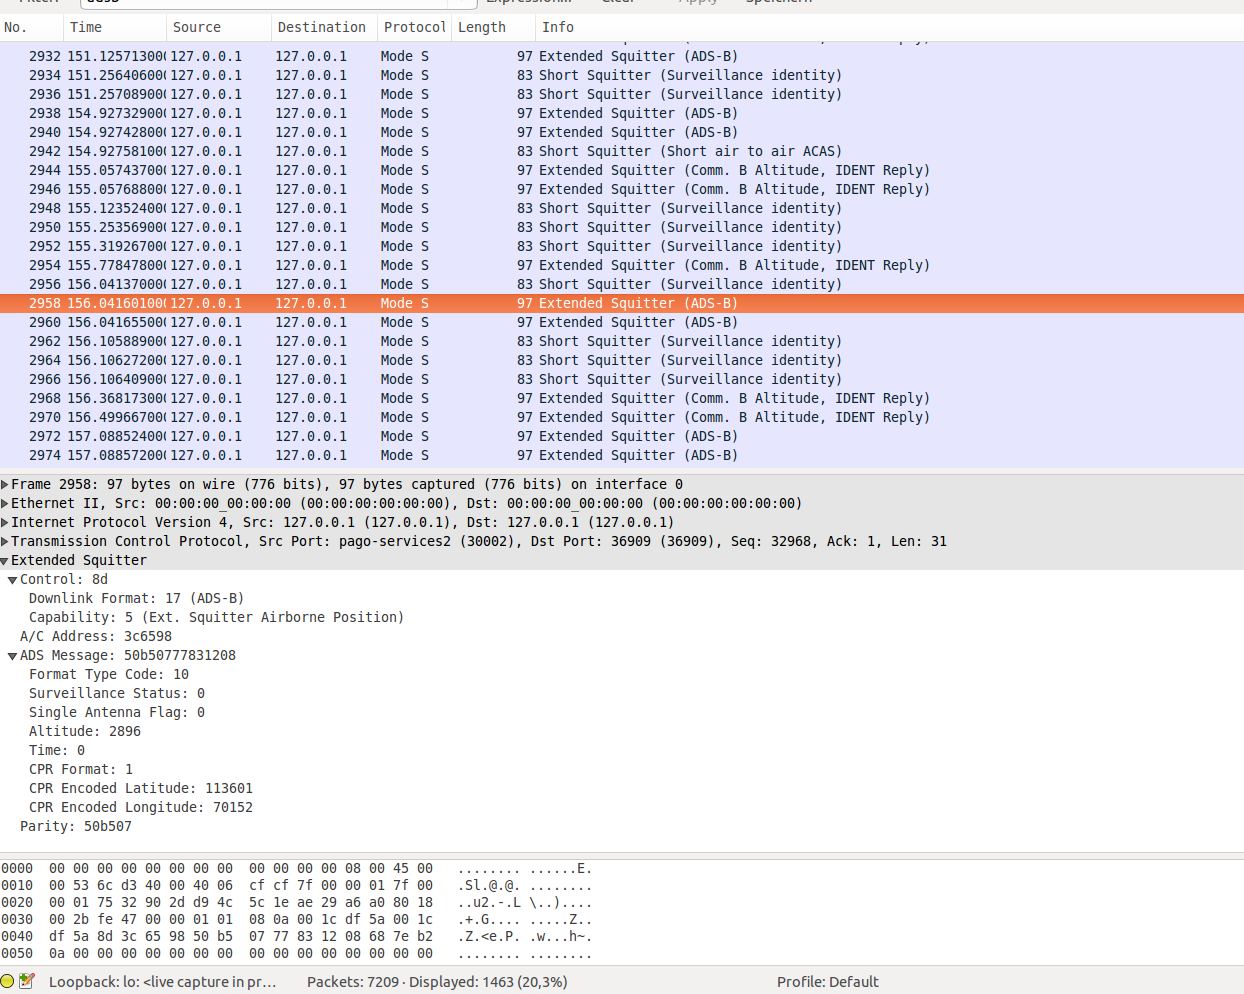 Filter: adsb Expression... Clear Apply Speichern
No. Time Source Destination Protocol Length Info
2932 151.125713000 127.0.0.1 127.0.0.1 Mode S 97 Extended Squitter (ADS-B)
2934 151.256406000 127.0.0.1 127.0.0.1 Mode S 83 Short Squitter (Surveillance identity)
2936 151.257089000 127.0.0.1 127.0.0.1 Mode S 83 Short Squitter (Surveillance identity)
2938 154.927329000 127.0.0.1 127.0.0.1 Mode S 97 Extended Squitter (ADS-B)
2940 154.927428000 127.0.0.1 127.0.0.1 Mode S 97 Extended Squitter (ADS-B)
2942 154.927581000 127.0.0.1 127.0.0.1 Mode S 83 Short Squitter (Short air to air ACAS)
2944 155.057437000 127.0.0.1 127.0.0.1 Mode S 97 Extended Squitter (Comm. B Altitude, IDENT Reply)
2946 155.057688000 127.0.0.1 127.0.0.1 Mode S 97 Extended Squitter (Comm. B Altitude, IDENT Reply)
2948 155.123524000 127.0.0.1 127.0.0.1 Mode S 83 Short Squitter (Surveillance identity)
2950 155.253569000 127.0.0.1 127.0.0.1 Mode S 83 Short Squitter (Surveillance identity)
2952 155.319267000 127.0.0.1 127.0.0.1 Mode S 83 Short Squitter (Surveillance identity)
2954 155.778478000 127.0.0.1 127.0.0.1 Mode S 97 Extended Squitter (Comm. B Altitude, IDENT Reply)
2956 156.041370000 127.0.0.1 127.0.0.1 Mode S 83 Short Squitter (Surveillance identity)
2958 156.041601000 127.0.0.1 127.0.0.1 Mode S 97 Extended Squitter (ADS-B)
2960 156.041655000 127.0.0.1 127.0.0.1 Mode S 97 Extended Squitter (ADS-B)
2962 156.105889000 127.0.0.1 127.0.0.1 Mode S 83 Short Squitter (Surveillance identity)
2964 156.106272000 127.0.0.1 127.0.0.1 Mode S 83 Short Squitter (Surveillance identity)
2966 156.106409000 127.0.0.1 127.0.0.1 Mode S 83 Short Squitter (Surveillance identity)
2968 156.368173000 127.0.0.1 127.0.0.1 Mode S 97 Extended Squitter (Comm. B Altitude, IDENT Reply)
2970 156.499667000 127.0.0.1 127.0.0.1 Mode S 97 Extended Squitter (Comm. B Altitude, IDENT Reply)
2972 157.088524000 127.0.0.1 127.0.0.1 Mode S 97 Extended Squitter (ADS-B)
2974 157.088572000 127.0.0.1 127.0.0.1 Mode S 97 Extended Squitter (ADS-B)
Frame 2958: 97 bytes on wire (776 bits), 97 bytes captured (776 bits) on interface 0
Ethernet II, Src: 00:00:00_00:00:00 (00:00:00:00:00:00), Dst: 00:00:00_00:00:00 (00:00:00:00:00:00)
Internet Protocol Version 4, Src: 127.0.0.1 (127.0.0.1), Dst: 127.0.0.1 (127.0.0.1)
Transmission Control Protocol, Src Port: pago-services2 (30002), Dst Port: 36909 (36909), Seq: 32968, Ack: 1, Len: 31
Extended Squitter
Control: 8d
Downlink Format: 17 (ADS-B)
Capability: 5 (Ext. Squitter Airborne Position)
A/C Address: 3c6598
ADS Message: 50b50777831208
Format Type Code: 10
Surveillance Status: 0
Single Antenna Flag: 0
Altitude: 2896
Time: 0
CPR Format: 1
CPR Encoded Latitude: 113601
CPR Encoded Longitude: 70152
Parity: 50b507
0000 00 00 00 00 00 00 00 00 00 00 00 00 08 00 45 00 ........ ......E.
0010 00 53 6c d3 40 00 40 06 cf cf 7f 00 00 01 7f 00 .Sl.@.@. ........
0020 00 01 75 32 90 2d d9 4c 5c 1e ae 29 a6 a0 80 18 ..u2.-.L \..)....
0030 00 2b fe 47 00 00 01 01 08 0a 00 1c df 5a 00 1c .+.G.... .....Z..
0040 df 5a 8d 3c 65 98 50 b5 07 77 83 12 08 68 7e b2 .Z.<e.P. .w...h~.
0050 0a 00 00 00 00 00 00 00 00 00 00 00 00 00 00 00 ........ ........
Loopback: lo: <live capture in pr... Packets: 7209 · Displayed: 1463 (20,3%) Profile: Default